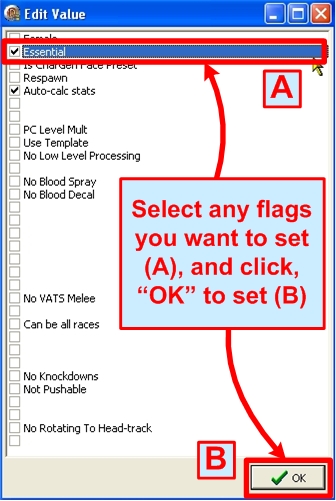 Edit Value
Female
Essential
Is CharGen Face Preset
Respawn
Auto-calc stats
PC Level Mult
Use Template
No Low Level Processing
No Blood Spray
No Blood Decal
No VATS Melee
Can be all races
No Knockdowns
Not Pushable
No Rotating To Head-track
A
Select any flags
you want to set
(A), and click,
“OK” to set (B)
B
OK